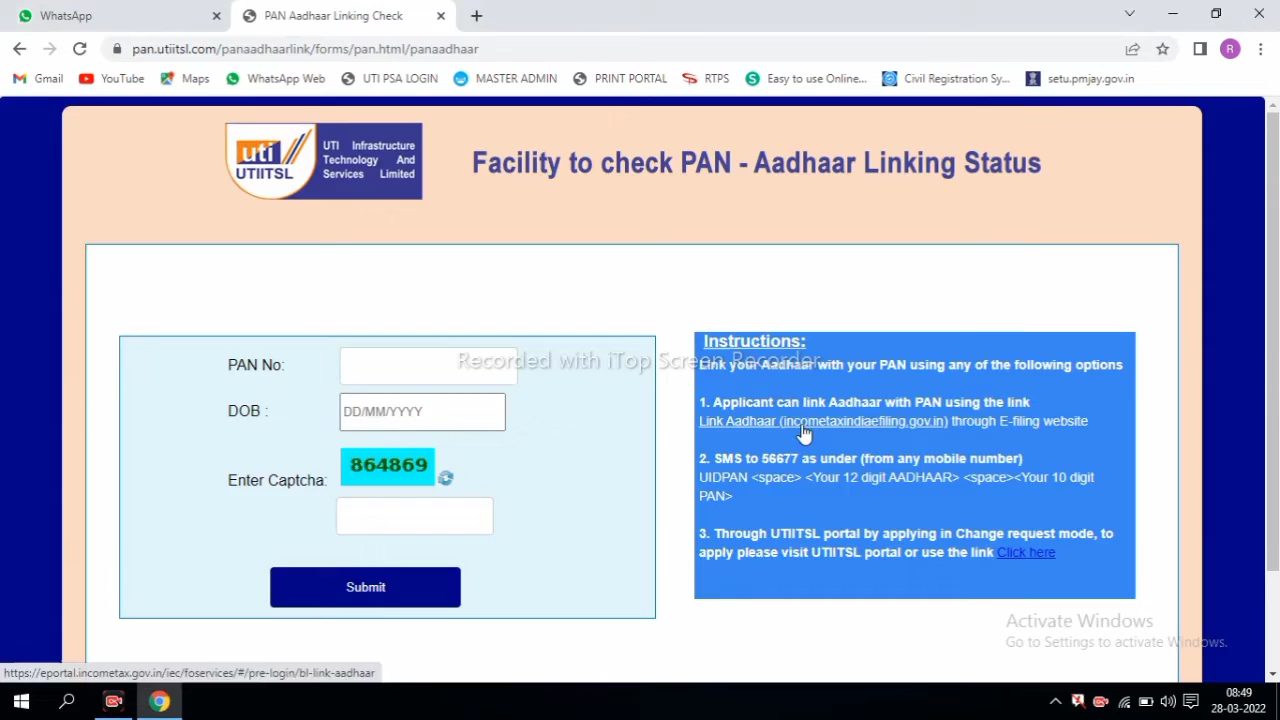 WhatsApp
PAN Aadhaar Linking Check
pan.utiitsl.com/panaadhaarlink/forms/pan.html/panaadhaar
R
Gmail
YouTube
Maps
WhatsApp Web
UTI PSA LOGIN
MASTER ADMIN
PRINT PORTAL
RTPS
Easy to use Online...
Civil Registration Sy...
setu.pmjay.gov.in
uti
UTIITSL
UTI Infrastructure
Technology And
Services Limited
Facility to check PAN - Aadhaar Linking Status
PAN No:
DOB :
DD/MM/YYYY
864869
Enter Captcha:
Submit
Recorded with iTop Screen Recorder
Instructions:
Link your Aadhaar with your PAN using any of the following options
1. Applicant can link Aadhaar with PAN using the link
Link Aadhaar (incometaxindiaefiling.gov.in) through E-filing website
2. SMS to 56677 as under (from any mobile number)
UIDPAN <space> <Your 12 digit AADHAAR> <space><Your 10 digit
PAN>
3. Through UTIITSL portal by applying in Change request mode, to
apply please visit UTIITSL portal or use the link Click here
Activate Windows
Go to Settings to activate Windows.
https://eportal.incometax.gov.in/iec/foservices/#/pre-login/bl-link-aadhaar
08:49
28-03-2022